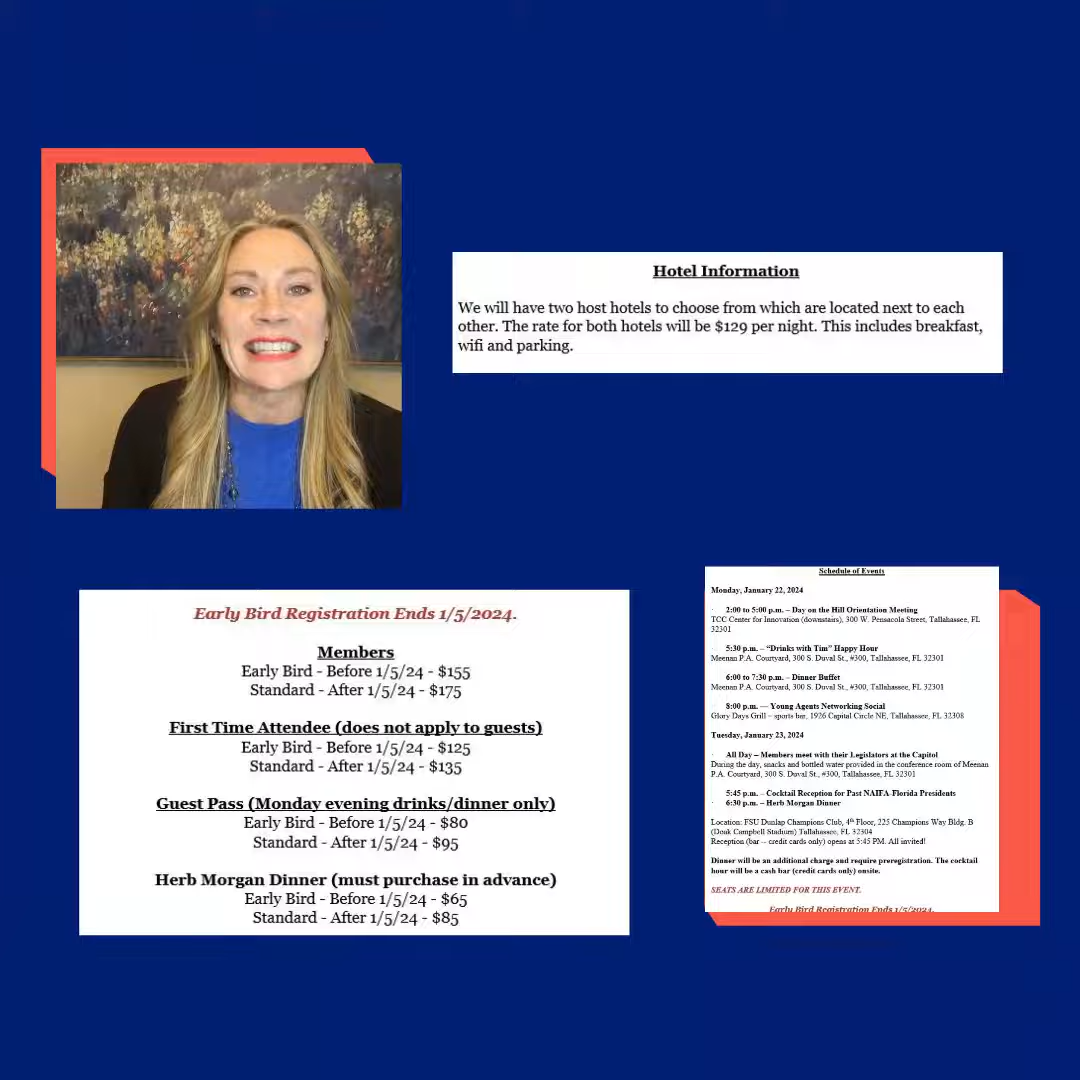 Hotel Information
We will have two host hotels to choose from which are located next to each
other. The rate for both hotels will be $129 per night. This includes breakfast,
wifi and parking.
Early Bird Registration Ends 1/5/2024.
Members
Early Bird - Before 1/5/24 - $155
Standard - After 1/5/24 - $175
First Time Attendee (does not apply to guests)
Early Bird - Before 1/5/24 - $125
Standard - After 1/5/24 - $135
Guest Pass (Monday evening drinks/dinner only)
Early Bird - Before 1/5/24 - $80
Standard - After 1/5/24 - $95
Herb Morgan Dinner (must purchase in advance)
Early Bird - Before 1/5/24 - $65
Standard - After 1/5/24 - $85
Schedule of Events
Monday, January 22, 2024
· 2:00 to 5:00 p.m. – Day on the Hill Orientation Meeting
TCC Center for Innovation (downstairs), 300 W. Pensacola Street, Tallahassee, FL
32301
· 5:30 p.m. – "Drinks with Tim" Happy Hour
Meenan P.A. Courtyard, 300 S. Duval St., #300, Tallahassee, FL 32301
· 6:00 to 7:30 p.m. – Dinner Buffet
Meenan P.A. Courtyard, 300 S. Duval St., #300, Tallahassee, FL 32301
· 8:00 p.m. — Young Agents Networking Social
Glory Days Grill – sports bar, 1926 Capital Circle NE, Tallahassee, FL 32308
Tuesday, January 23, 2024
· All Day – Members meet with their Legislators at the Capitol
During the day, snacks and bottled water provided in the conference room of Meenan
P.A. Courtyard, 300 S. Duval St., #300, Tallahassee, FL 32301
· 5:45 p.m. – Cocktail Reception for Past NAIFA-Florida Presidents
· 6:30 p.m. – Herb Morgan Dinner
Location: FSU Dunlap Champions Club, 4th Floor, 225 Champions Way Bldg. B
(Doak Campbell Stadium) Tallahassee, FL 32304
Reception (bar -- credit cards only) opens at 5:45 PM. All invited!
Dinner will be an additional charge and require preregistration. The cocktail
hour will be a cash bar (credit cards only) onsite.
SEATS ARE LIMITED FOR THIS EVENT.
Early Bird Registration Ends 1/5/2024.